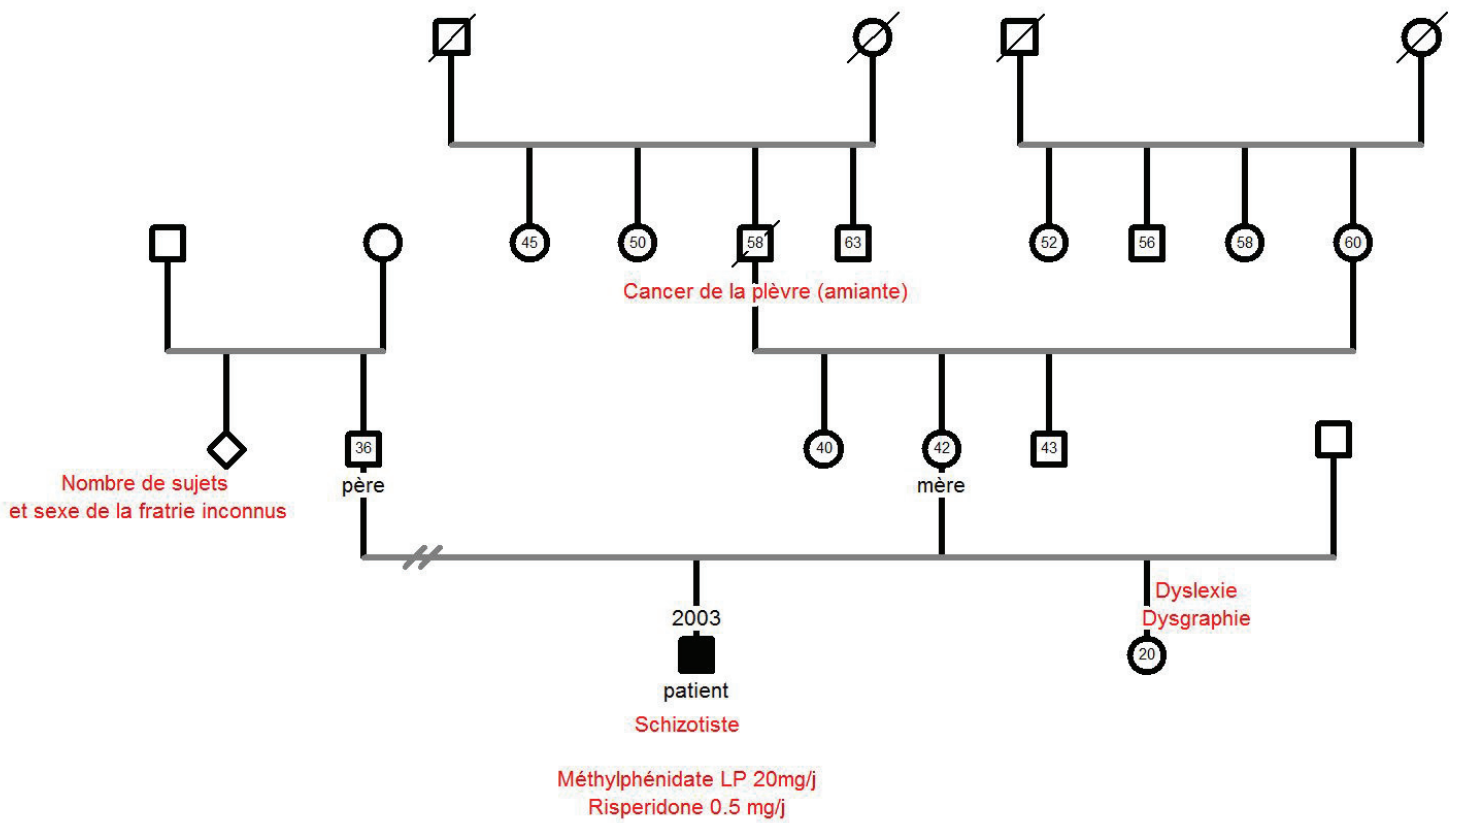 45
50
58
63
52
56
58
60
Cancer de la plèvre (amiante)
36
40
42
43
Nombre de sujets
et sexe de la fratrie inconnus
père
mère
Dyslexie
Dysgraphie
2003
20
patient
Schizotiste
Méthylphénidate LP 20mg/j
Risperidone 0.5 mg/j